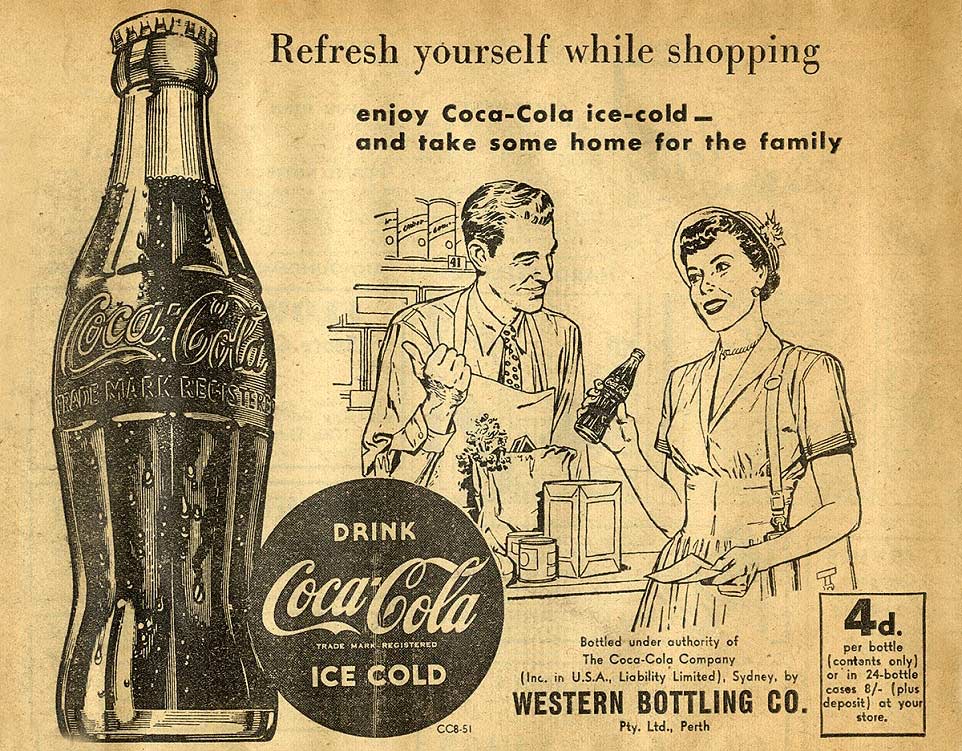 Refresh yourself while shopping
enjoy Coca-Cola ice-cold —
and take some home for the family
Coca-Cola
TRADE MARK REGISTERED
41
DRINK
Coca-Cola
TRADE MARK REGISTERED
ICE COLD
CC8-51
Bottled under authority of
The Coca-Cola Company
(Inc. in U.S.A., Liability Limited), Sydney, by
WESTERN BOTTLING CO.
Pty. Ltd., Perth
4d.
per bottle
(contents only)
or in 24-bottle
cases 8/- (plus
deposit) at your
store.